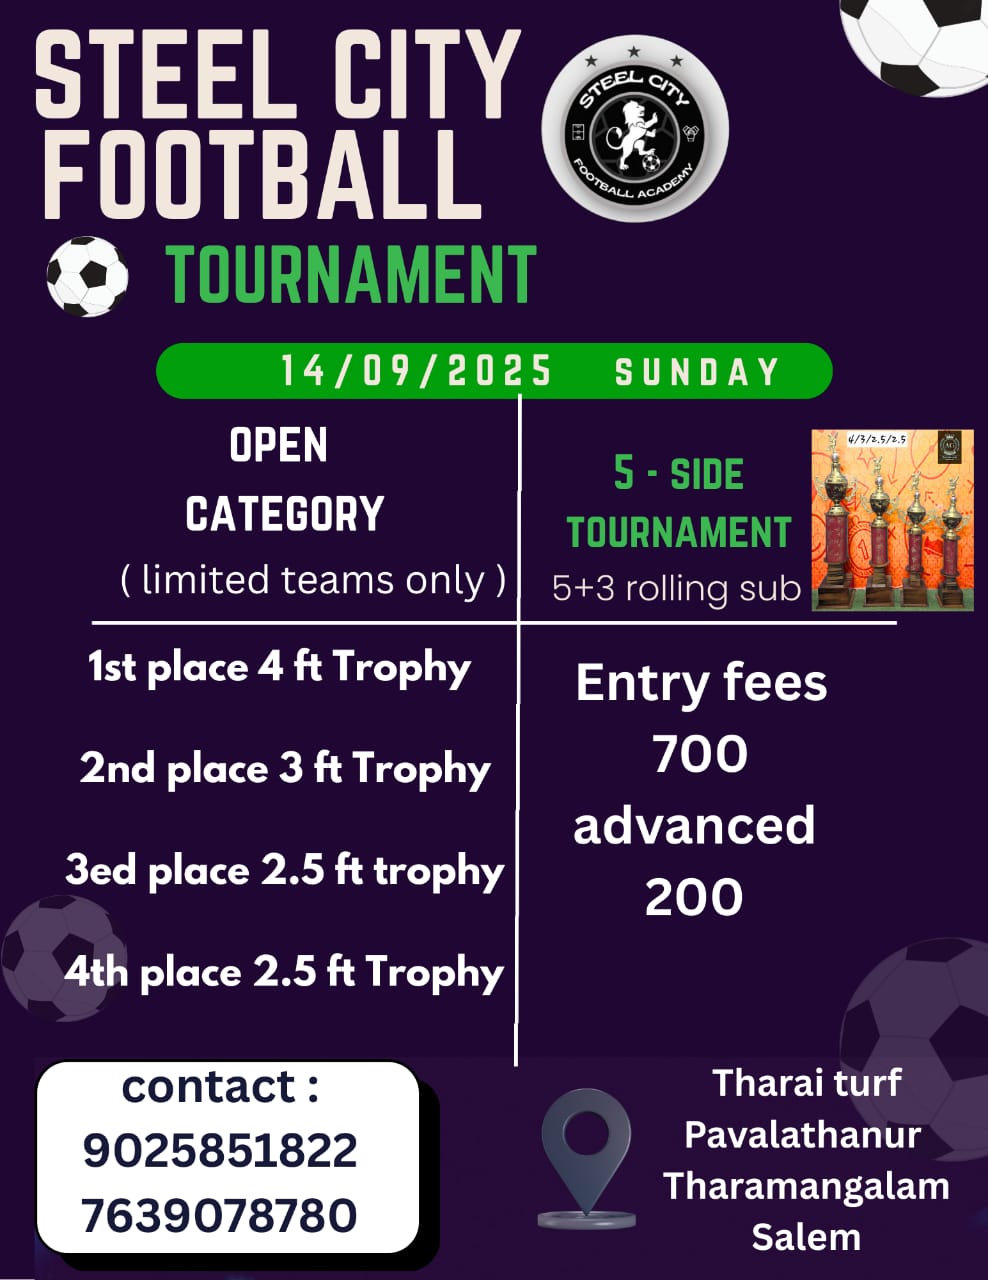 STEEL CITY
FOOTBALL
STEEL CITY
FOOTBALL ACADEMY
TOURNAMENT
14/09/2025 SUNDAY
OPEN
CATEGORY
( limited teams only )
5 - SIDE
TOURNAMENT
5+3 rolling sub
4/3/2.5/2.5
1st place 4 ft Trophy
2nd place 3 ft Trophy
3ed place 2.5 ft trophy
4th place 2.5 ft Trophy
Entry fees
700
advanced
200
contact :
9025851822
7639078780
Tharai turf
Pavalathanur
Tharamangalam
Salem